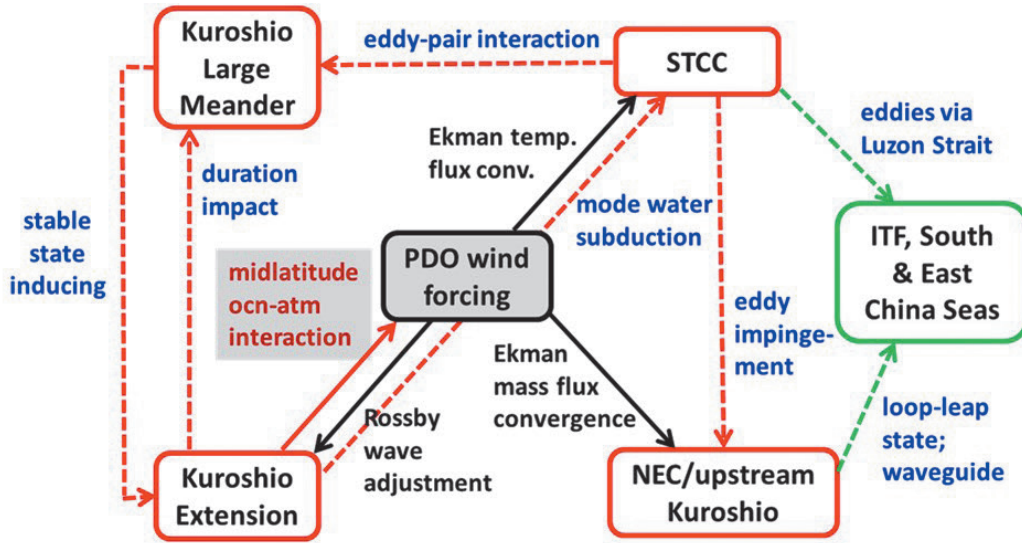 Kuroshio
Large
Meander
eddy-pair interaction
STCC
eddies via
Luzon Strait
Ekman temp.
flux conv.
duration
impact
mode water
subduction
stable
state
inducing
midlatitude
ocn-atm
interaction
PDO wind
forcing
ITF, South
& East
China Seas
eddy
impinge-
ment
Ekman
mass flux
convergence
Rossby
wave
adjustment
loop-leap
state;
waveguide
Kuroshio
Extension
NEC/upstream
Kuroshio